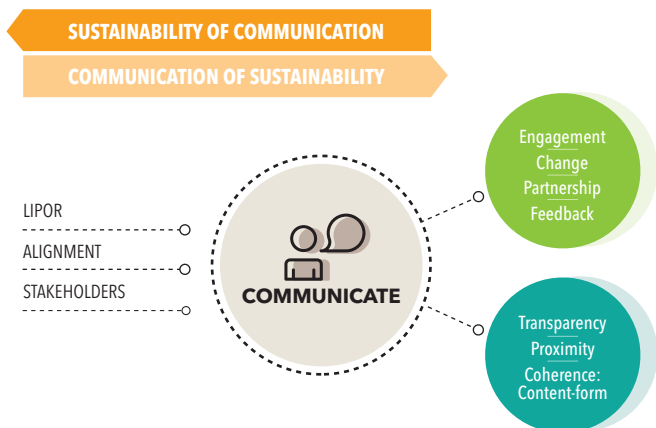 SUSTAINABILITY OF COMMUNICATION
COMMUNICATION OF SUSTAINABILITY
LIPOR
ALIGNMENT
STAKEHOLDERS
COMMUNICATE
Engagement
Change
Partnership
Feedback
Transparency
Proximity
Coherence:
Content-form